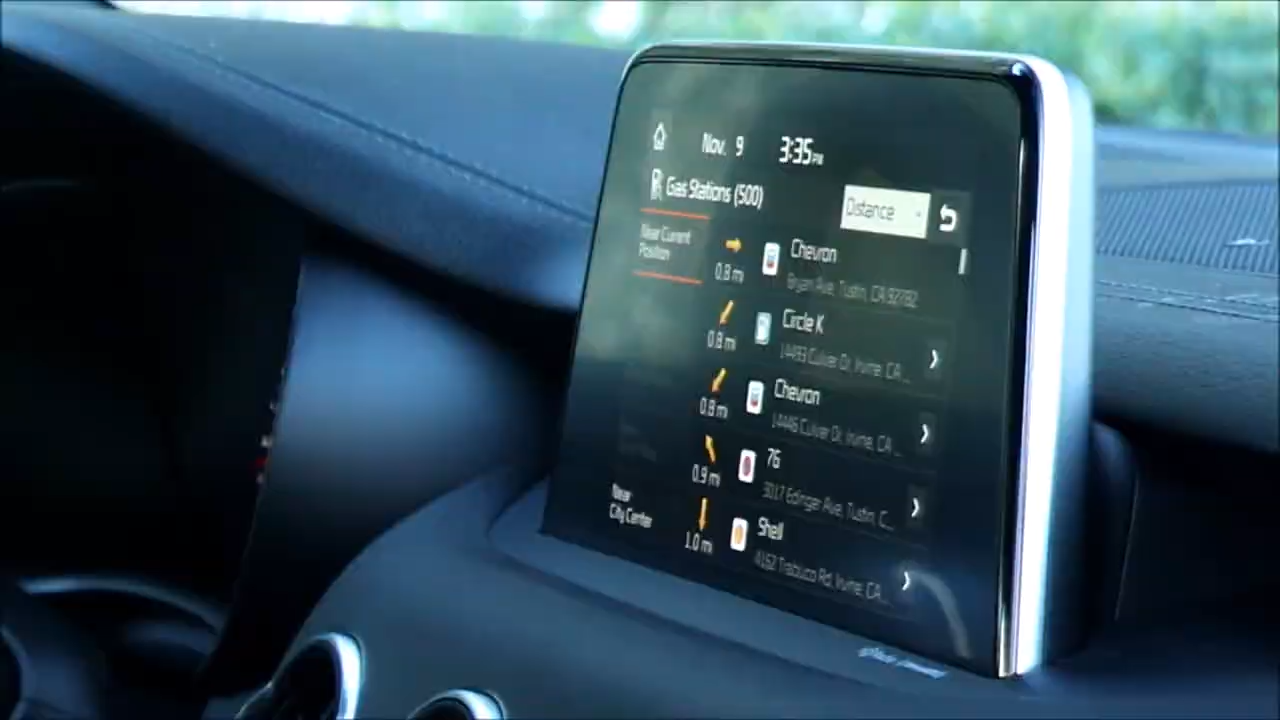 Nov. 9 3:35PM
Gas Stations (500)
Distance
Near Current
Position
Chevron
0.8 mi
Bryan Ave, Tustin, CA 92782
Circle K
0.8 mi
14493 Culver Dr, Irvine, CA...
Chevron
0.8 mi
14446 Culver Dr, Irvine, CA...
76
0.9 mi
3017 Edinger Ave, Tustin, C...
Near
City Center
Shell
1.0 mi
4162 Trabuco Rd, Irvine, CA...